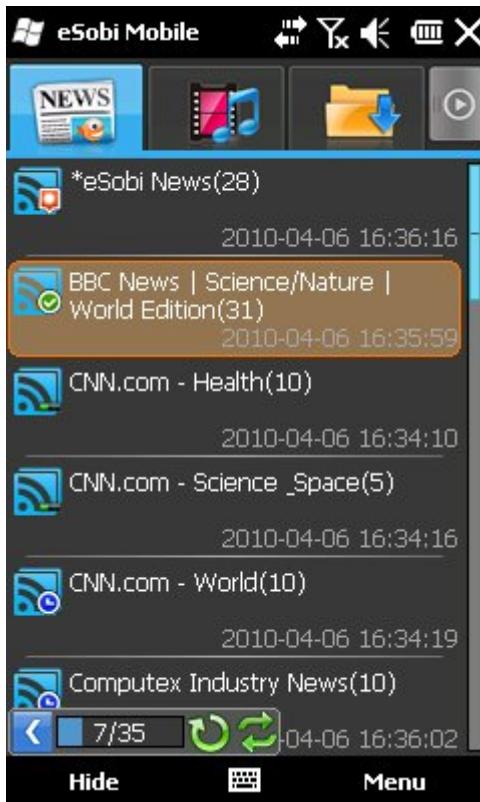 eSobi Mobile
NEWS
*eSobi News(28)
2010-04-06 16:36:16
BBC News | Science/Nature |
World Edition(31)
2010-04-06 16:35:59
CNN.com - Health(10)
2010-04-06 16:34:10
CNN.com - Science _Space(5)
2010-04-06 16:34:16
CNN.com - World(10)
2010-04-06 16:34:19
Computex Industry News(10)
7/35
-04-06 16:36:02
Hide
Menu